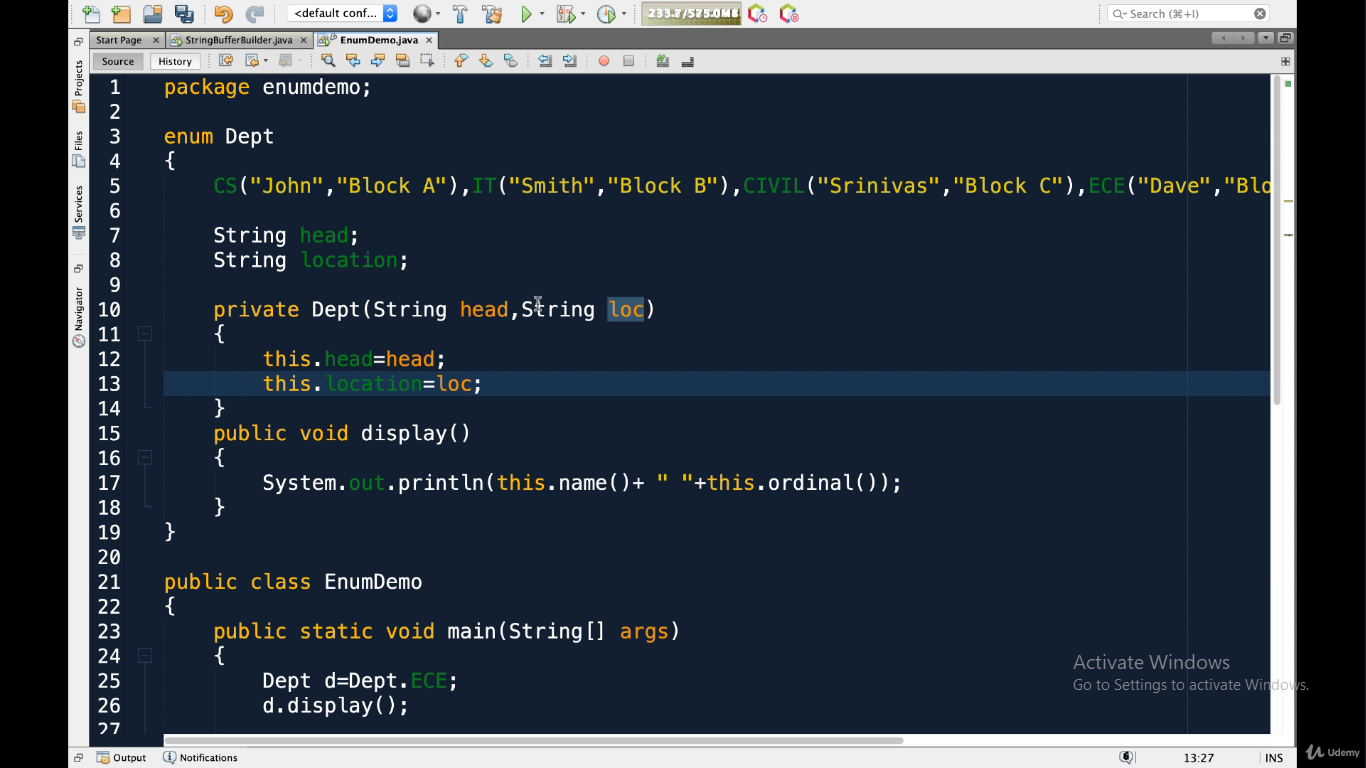 <default conf...
233.7/575.0MB
Search (⌘+I)
Start Page
StringBufferBuilder.java
EnumDemo.java
Source
History
Projects
Files
Services
Navigator
1 package enumdemo;
2
3 enum Dept
4 {
5 CS("John","Block A"),IT("Smith","Block B"),CIVIL("Srinivas","Block C"),ECE("Dave","Blo
6
7 String head;
8 String location;
9
10 private Dept(String head,String loc)
11 {
12 this.head=head;
13 this.location=loc;
14 }
15 public void display()
16 {
17 System.out.println(this.name()+ " "+this.ordinal());
18 }
19 }
20
21 public class EnumDemo
22 {
23 public static void main(String[] args)
24 {
25 Dept d=Dept.ECE;
26 d.display();
27
Activate Windows
Go to Settings to activate Windows.
Output
Notifications
6
13:27
INS
Udemy